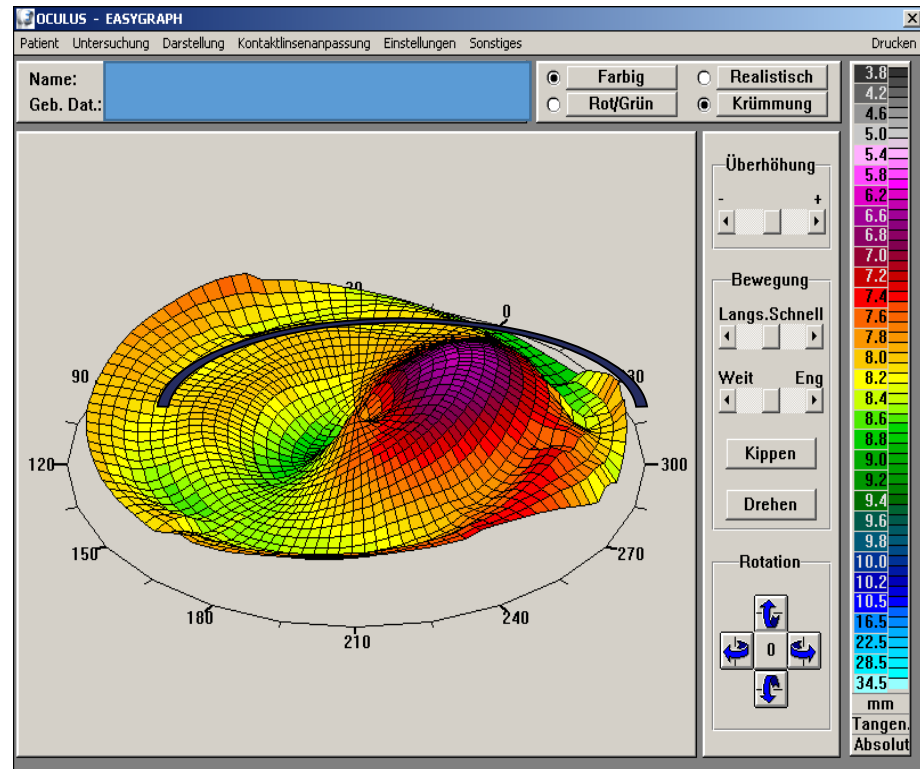 OCULUS - EASYGRAPH
Patient Untersuchung Darstellung Kontaktlinsenanpassung Einstellungen Sonstiges Drucken
Name:
Geb. Dat.:
Farbig Realistisch
Rot/Grün Krümmung
Überhöhung
- +
Bewegung
Langs.Schnell
Weit Eng
Kippen
Drehen
Rotation
0
0
90
120
150
180
210
240
270
300
3.8
4.2
4.6
5.0
5.4
5.8
6.2
6.6
6.8
7.0
7.2
7.4
7.6
7.8
8.0
8.2
8.4
8.6
8.8
9.0
9.2
9.4
9.6
9.8
10.0
10.2
10.5
16.5
22.5
28.5
34.5
mm
Tangen.
Absolut